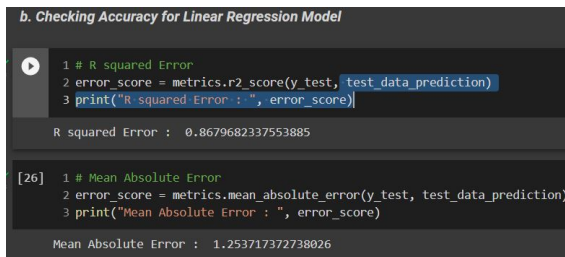 b. Checking Accuracy for Linear Regression Model
1 # R squared Error
2 error_score = metrics.r2_score(y_test, test_data_prediction)
3 print("R squared Error : ", error_score)
R squared Error :  0.8679682337553885
[26] 1 # Mean Absolute Error
2 error_score = metrics.mean_absolute_error(y_test, test_data_prediction)
3 print("Mean Absolute Error : ", error_score)
Mean Absolute Error :  1.253717372738026